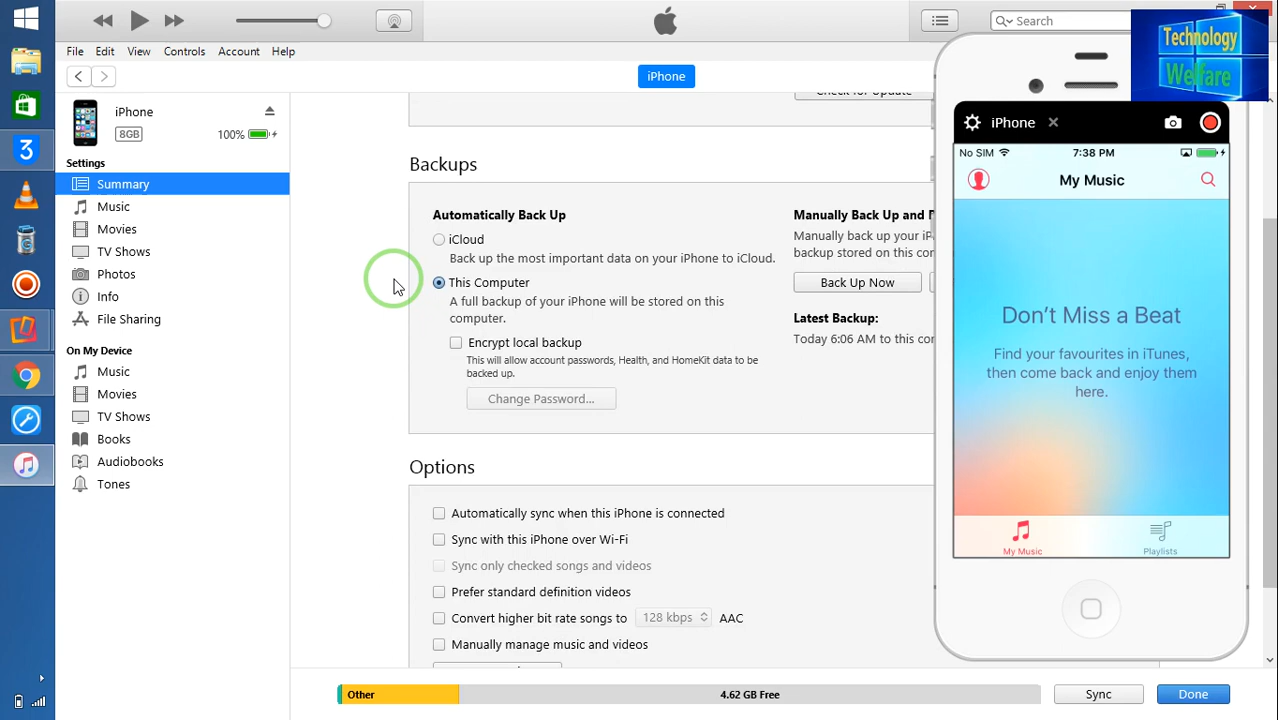 Search
Technology
Welfare
File Edit View Controls Account Help
iPhone
iPhone
8GB
100%
Settings
Summary
Music
Movies
TV Shows
Photos
Info
File Sharing
On My Device
Music
Movies
TV Shows
Books
Audiobooks
Tones
Check for Update
Backups
Automatically Back Up
iCloud
Back up the most important data on your iPhone to iCloud.
This Computer
A full backup of your iPhone will be stored on this
computer.
Encrypt local backup
This will allow account passwords, Health, and HomeKit data to be
backed up.
Change Password...
Manually Back Up and
Manually back up your iP
backup stored on this con
Back Up Now
Latest Backup:
Today 6:06 AM to this con
Options
Automatically sync when this iPhone is connected
Sync with this iPhone over Wi-Fi
Sync only checked songs and videos
Prefer standard definition videos
Convert higher bit rate songs to 128 kbps AAC
Manually manage music and videos
Other
4.62 GB Free
Sync
Done
iPhone
No SIM 7:38 PM
My Music
Don't Miss a Beat
Find your favourites in iTunes,
then come back and enjoy them
here.
My Music
Playlists
3